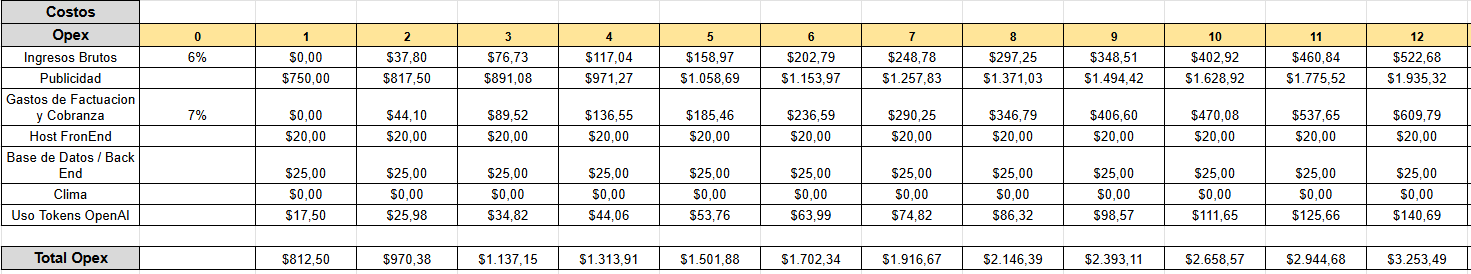 Costos
Opex 0 1 2 3 4 5 6 7 8 9 10 11 12
Ingresos Brutos 6% $0,00 $37,80 $76,73 $117,04 $158,97 $202,79 $248,78 $297,25 $348,51 $402,92 $460,84 $522,68
Publicidad $750,00 $817,50 $891,08 $971,27 $1.058,69 $1.153,97 $1.257,83 $1.371,03 $1.494,42 $1.628,92 $1.775,52 $1.935,32
Gastos de Factuacion
y Cobranza 7% $0,00 $44,10 $89,52 $136,55 $185,46 $236,59 $290,25 $346,79 $406,60 $470,08 $537,65 $609,79
Host FronEnd $20,00 $20,00 $20,00 $20,00 $20,00 $20,00 $20,00 $20,00 $20,00 $20,00 $20,00 $20,00
Base de Datos / Back
End $25,00 $25,00 $25,00 $25,00 $25,00 $25,00 $25,00 $25,00 $25,00 $25,00 $25,00 $25,00
Clima $0,00 $0,00 $0,00 $0,00 $0,00 $0,00 $0,00 $0,00 $0,00 $0,00 $0,00 $0,00
Uso Tokens OpenAI $17,50 $25,98 $34,82 $44,06 $53,76 $63,99 $74,82 $86,32 $98,57 $111,65 $125,66 $140,69
Total Opex $812,50 $970,38 $1.137,15 $1.313,91 $1.501,88 $1.702,34 $1.916,67 $2.146,39 $2.393,11 $2.658,57 $2.944,68 $3.253,49